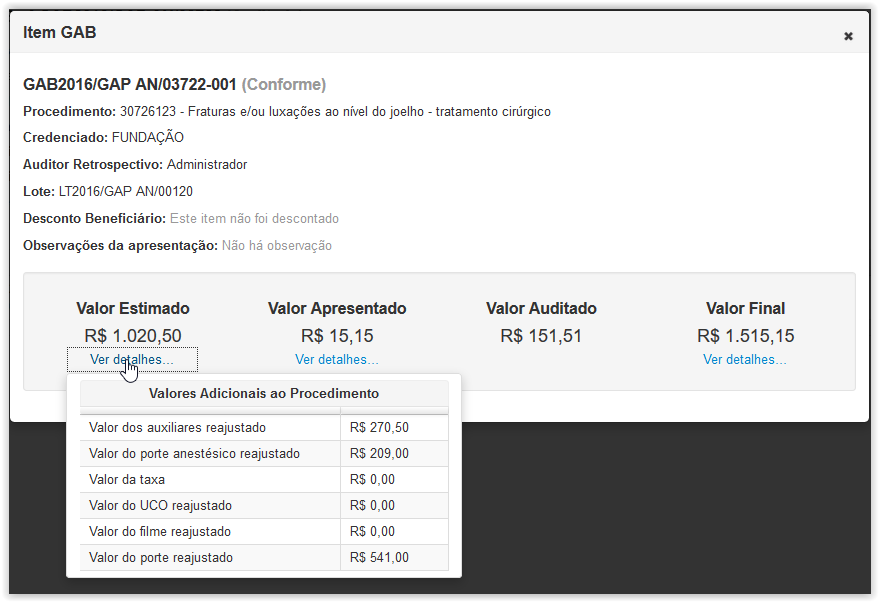 Item GAB
×
GAB2016/GAP AN/03722-001 (Conforme)
Procedimento: 30726123 - Fraturas e/ou luxações ao nível do joelho - tratamento cirúrgico
Credenciado: FUNDAÇÃO
Auditor Retrospectivo: Administrador
Lote: LT2016/GAP AN/00120
Desconto Beneficiário: Este item não foi descontado
Observações da apresentação: Não há observação
Valor Estimado Valor Apresentado Valor Auditado Valor Final
R$ 1.020,50 R$ 15,15 R$ 151,51 R$ 1.515,15
Ver detalhes... Ver detalhes... Ver detalhes...
Valores Adicionais ao Procedimento
Valor dos auxiliares reajustado R$ 270,50
Valor do porte anestésico reajustado R$ 209,00
Valor da taxa R$ 0,00
Valor do UCO reajustado R$ 0,00
Valor do filme reajustado R$ 0,00
Valor do porte reajustado R$ 541,00